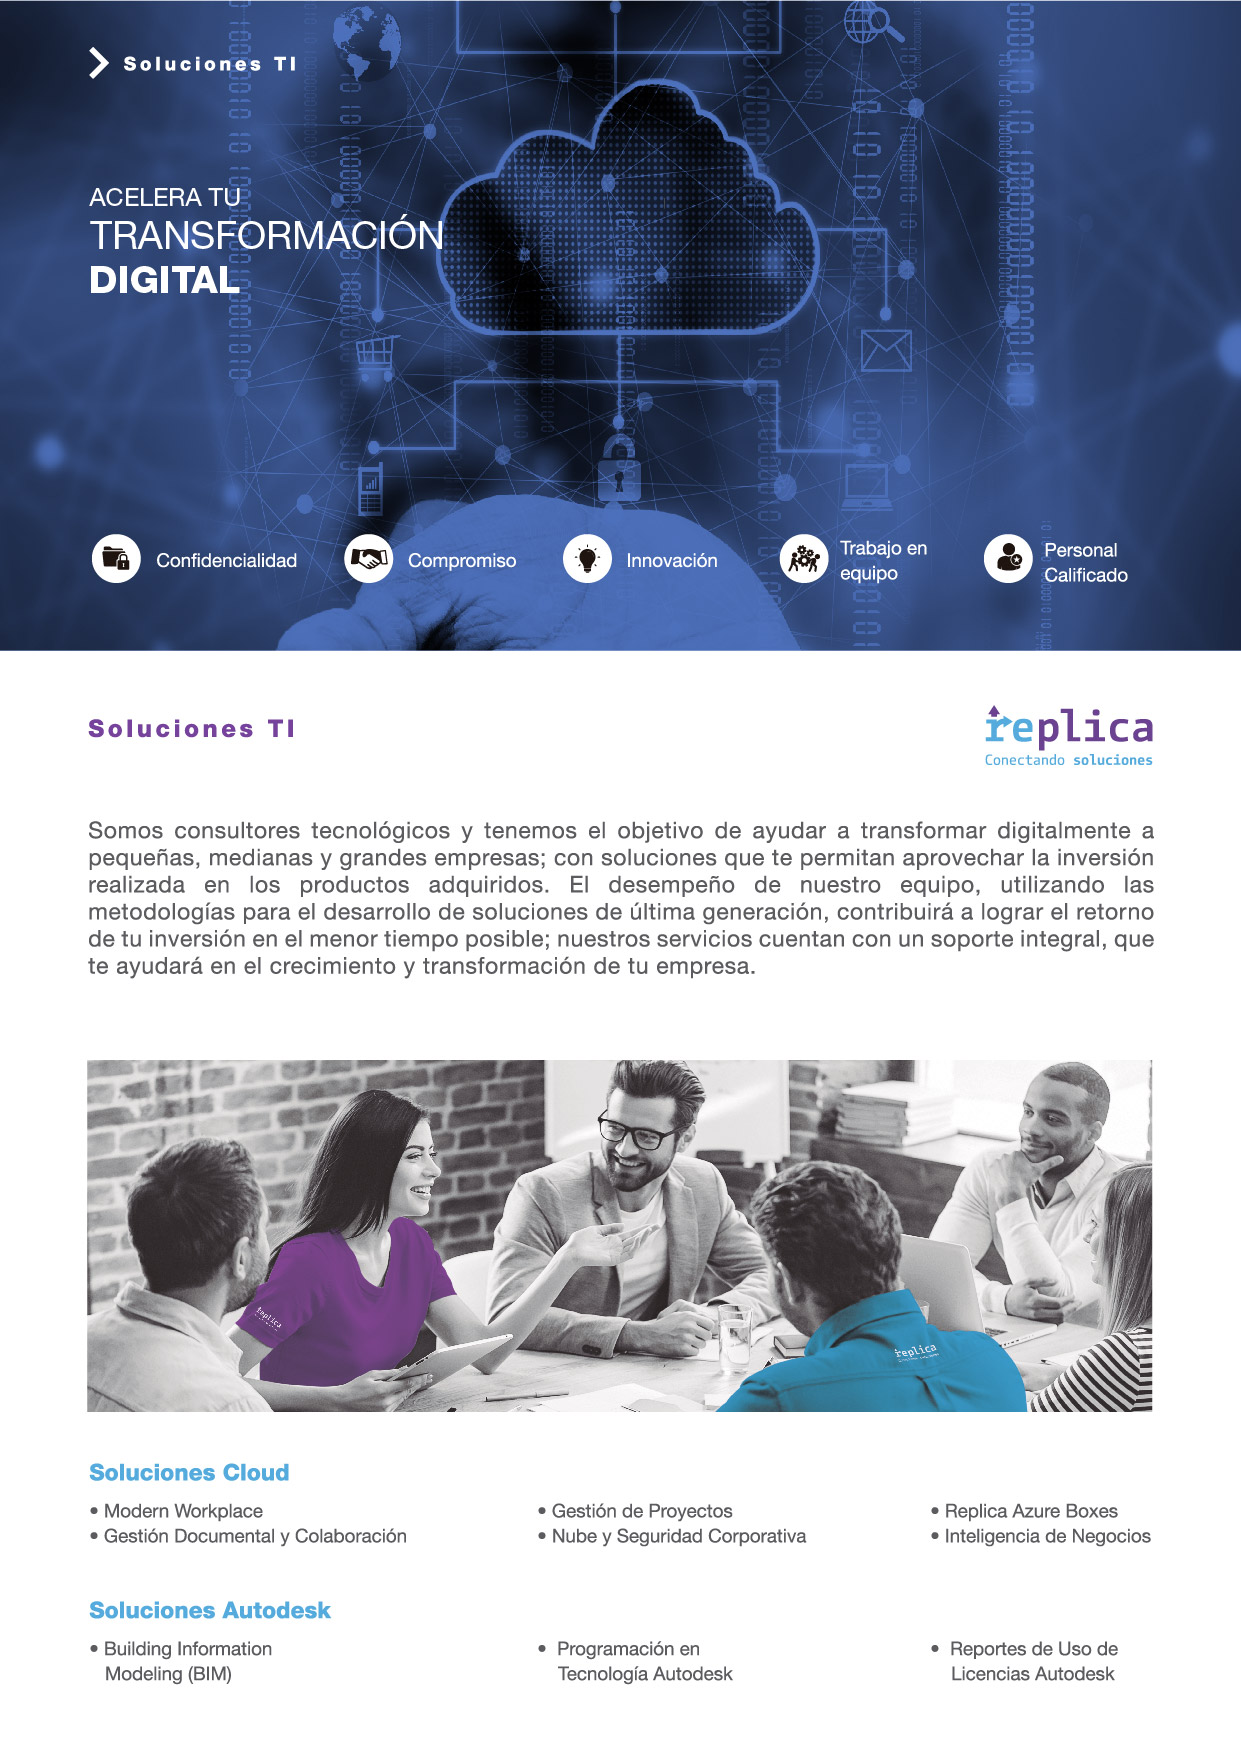 Soluciones TI
ACELERA TU
TRANSFORMACIÓN
DIGITAL
Confidencialidad
Compromiso
Innovación
Trabajo en
equipo
Personal
Calificado
Soluciones TI
replica
Conectando soluciones
Somos consultores tecnológicos y tenemos el objetivo de ayudar a transformar digitalmente a
pequeñas, medianas y grandes empresas; con soluciones que te permitan aprovechar la inversión
realizada en los productos adquiridos. El desempeño de nuestro equipo, utilizando las
metodologías para el desarrollo de soluciones de última generación, contribuirá a lograr el retorno
de tu inversión en el menor tiempo posible; nuestros servicios cuentan con un soporte integral, que
te ayudará en el crecimiento y transformación de tu empresa.
replica
replica
Soluciones Cloud
• Modern Workplace
• Gestión Documental y Colaboración
• Gestión de Proyectos
• Nube y Seguridad Corporativa
• Replica Azure Boxes
• Inteligencia de Negocios
Soluciones Autodesk
• Building Information
Modeling (BIM)
• Programación en
Tecnología Autodesk
• Reportes de Uso de
Licencias Autodesk